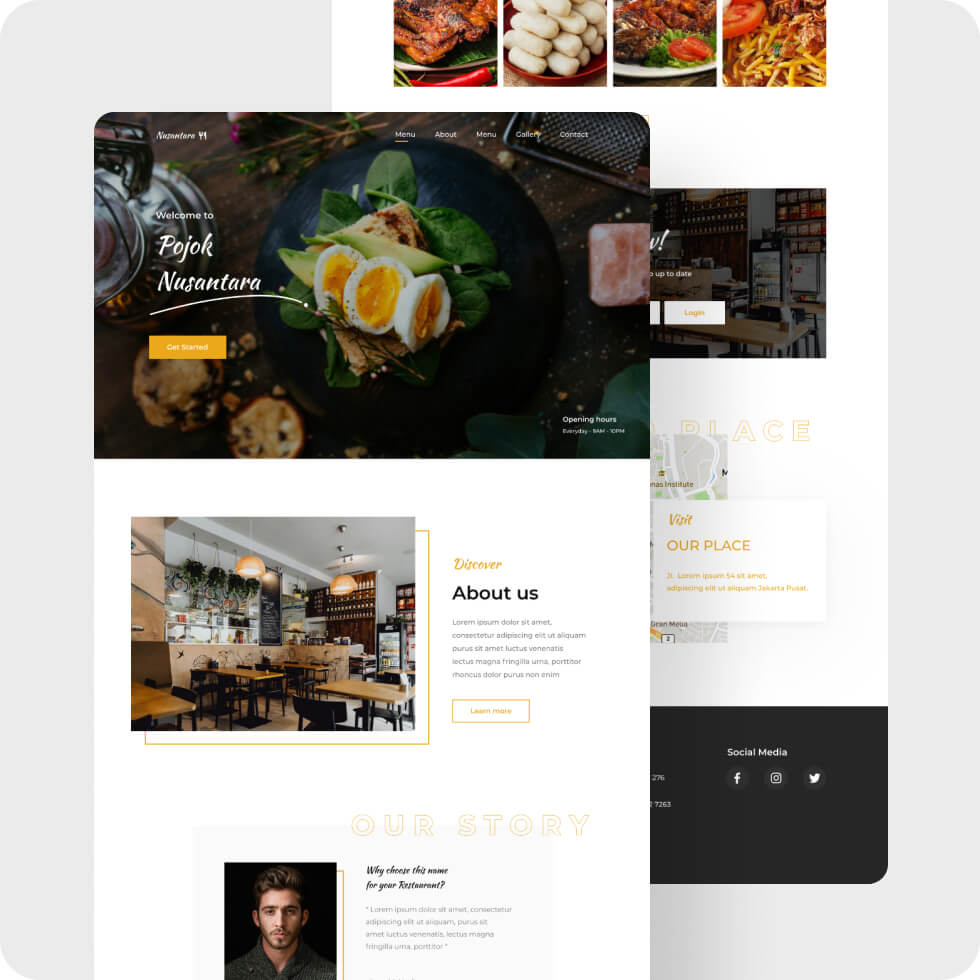 Nusantara
Menu
About
Menu
Gallery
Contact
Welcome to
Pojok
Nusantara
Get Started
Opening hours
Everyday - 9AM - 10PM
Discover
About us
Lorem ipsum dolor sit amet,
consectetur adipiscing elit ut aliquam
purus sit amet luctus venenatis
lectus magna fringilla urna, porttitor
rhoncus dolor purus non enim
Learn more
OUR STORY
Why choose this name
for your Restaurant?
" Lorem ipsum dolor sit amet, consectetur
adipiscing elit ut aliquam, purus sit
amet luctus venenatis, lectus magna
fringilla urna, porttitor "
w!
up to date
Login
PLACE
nas Institute
M
Visit
OUR PLACE
Jl. Lorem ipsum 54 sit amet,
adipiscing elit ut aliquam Jakarta Pusat.
Gran Melia
2
Social Media
276
7263